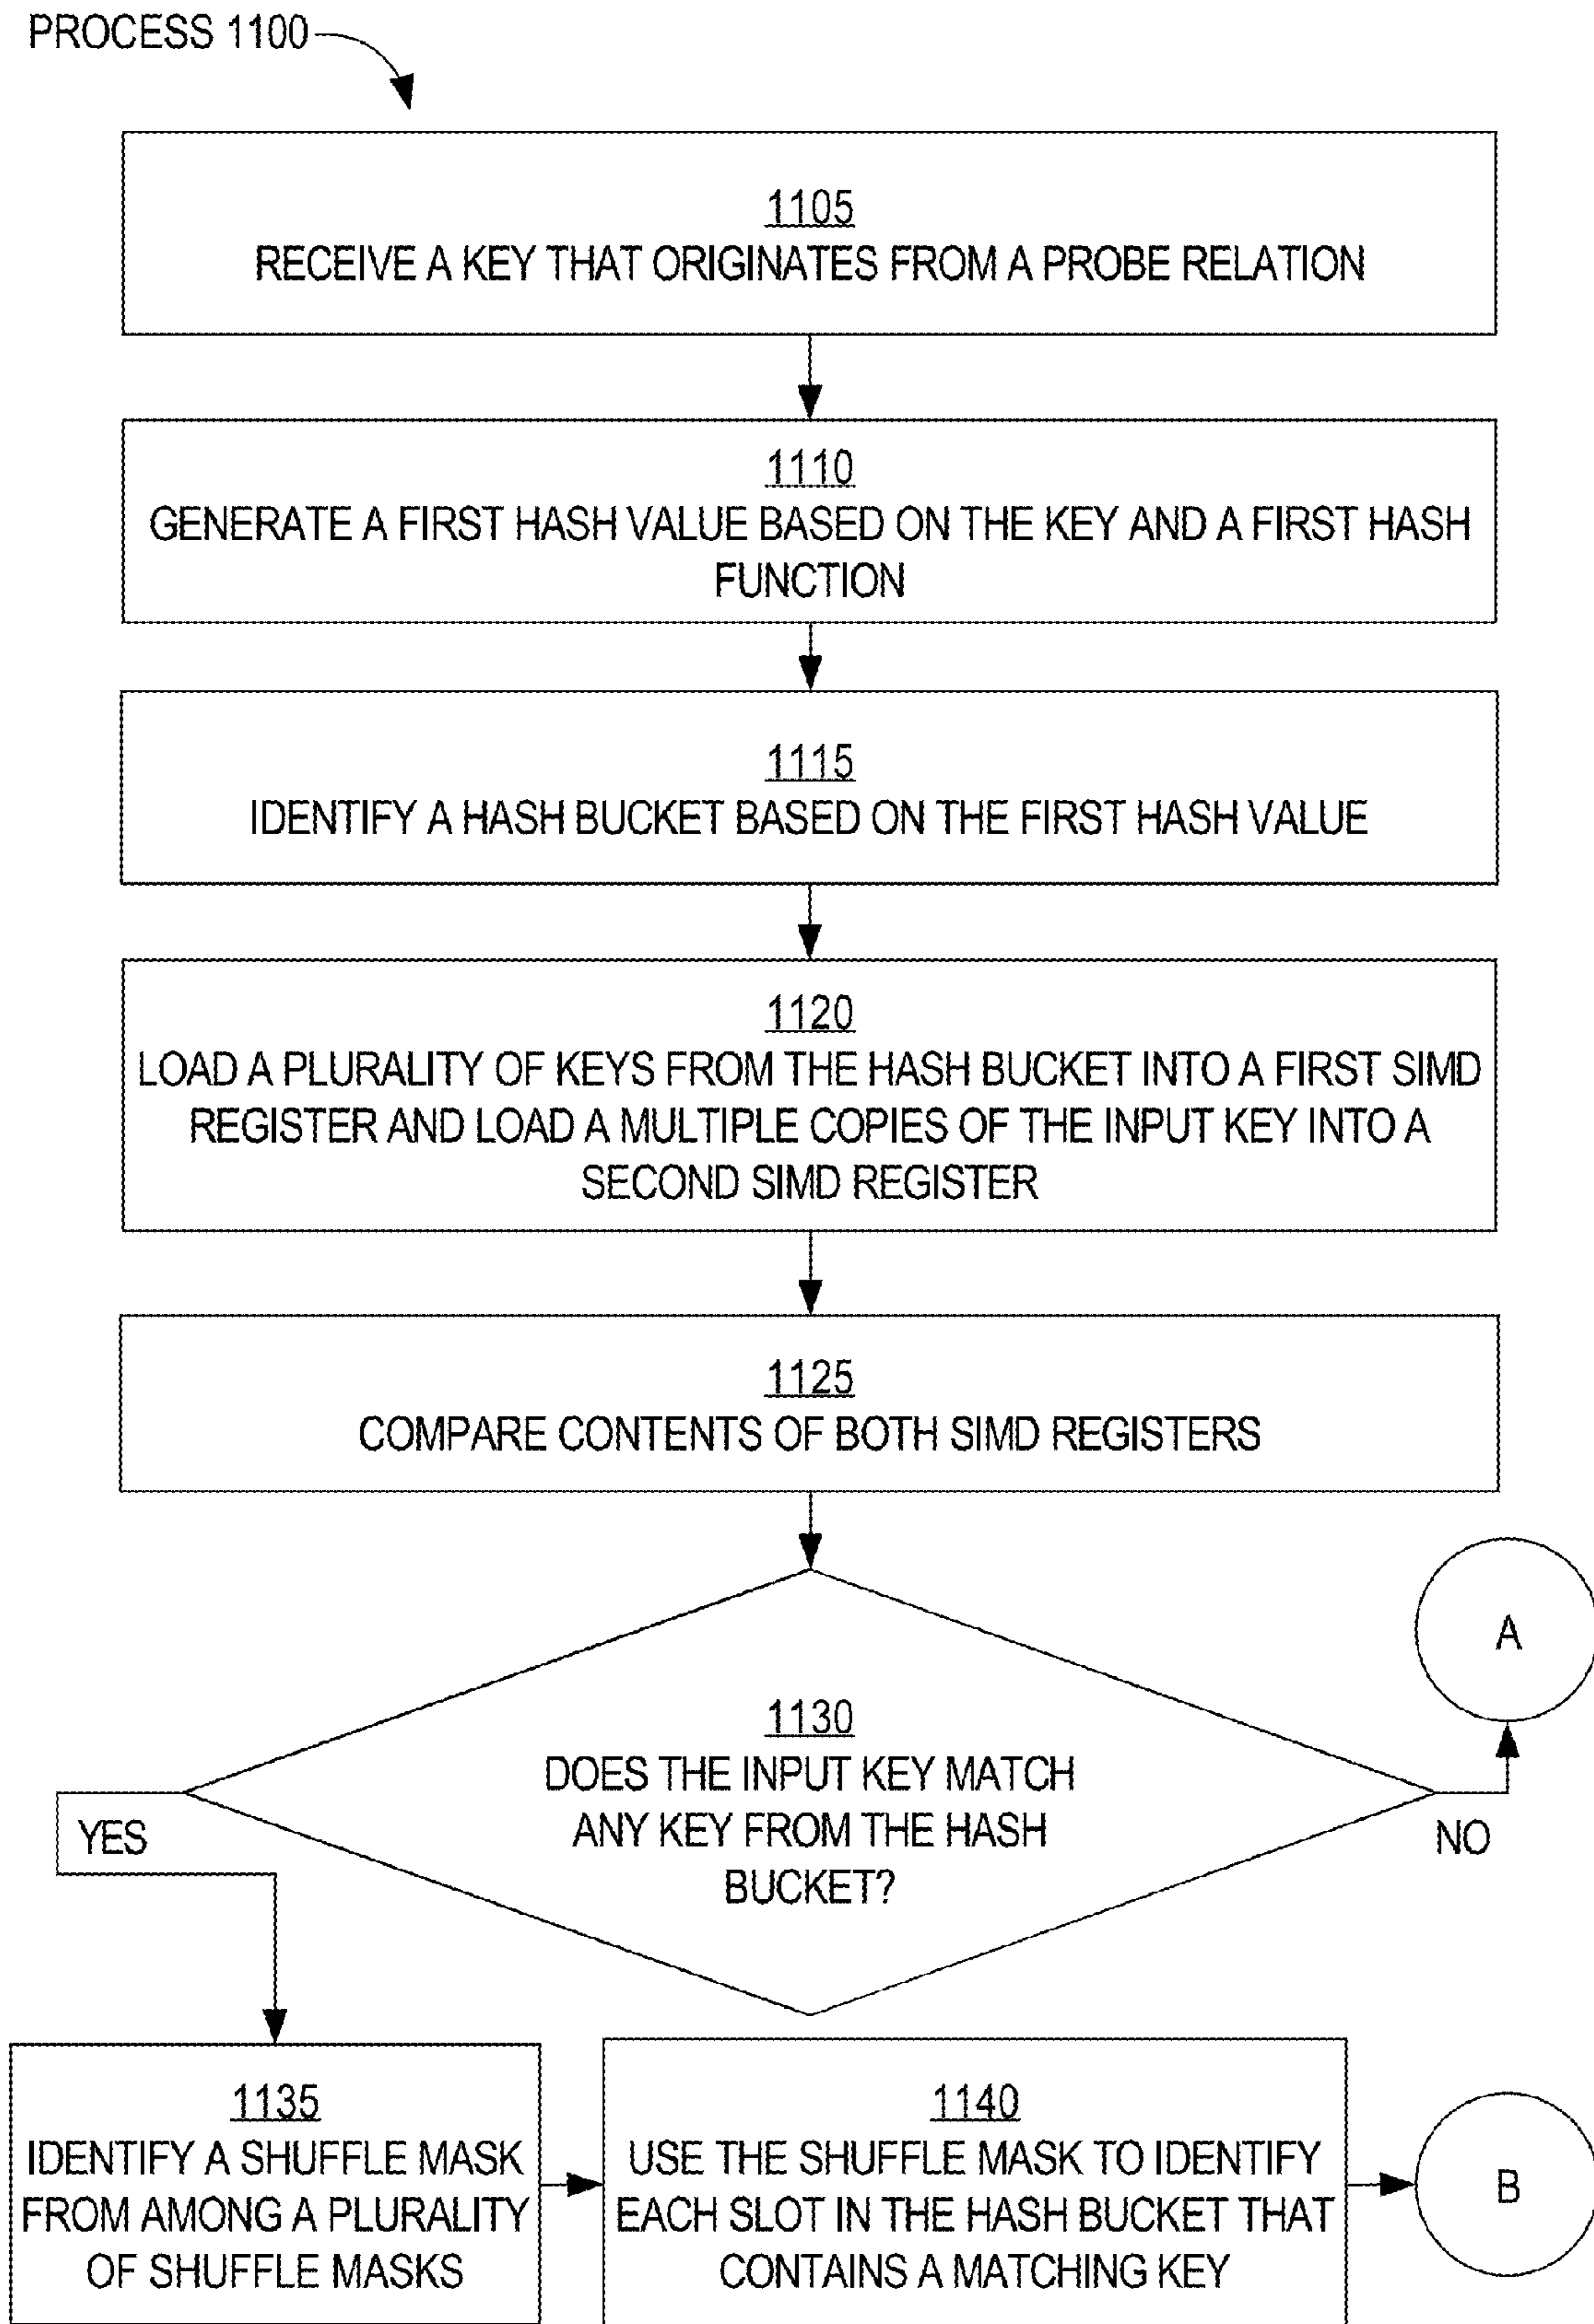 PROCESS 1100
1105
RECEIVE A KEY THAT ORIGINATES FROM A PROBE RELATION
1110
GENERATE A FIRST HASH VALUE BASED ON THE KEY AND A FIRST HASH
FUNCTION
1115
IDENTIFY A HASH BUCKET BASED ON THE FIRST HASH VALUE
1120
LOAD A PLURALITY OF KEYS FROM THE HASH BUCKET INTO A FIRST SIMD
REGISTER AND LOAD A MULTIPLE COPIES OF THE INPUT KEY INTO A
SECOND SIMD REGISTER
1125
COMPARE CONTENTS OF BOTH SIMD REGISTERS
A
1130
DOES THE INPUT KEY MATCH
ANY KEY FROM THE HASH
BUCKET?
YES
NO
1135
IDENTIFY A SHUFFLE MASK
FROM AMONG A PLURALITY
OF SHUFFLE MASKS
1140
USE THE SHUFFLE MASK TO IDENTIFY
EACH SLOT IN THE HASH BUCKET THAT
CONTAINS A MATCHING KEY
B